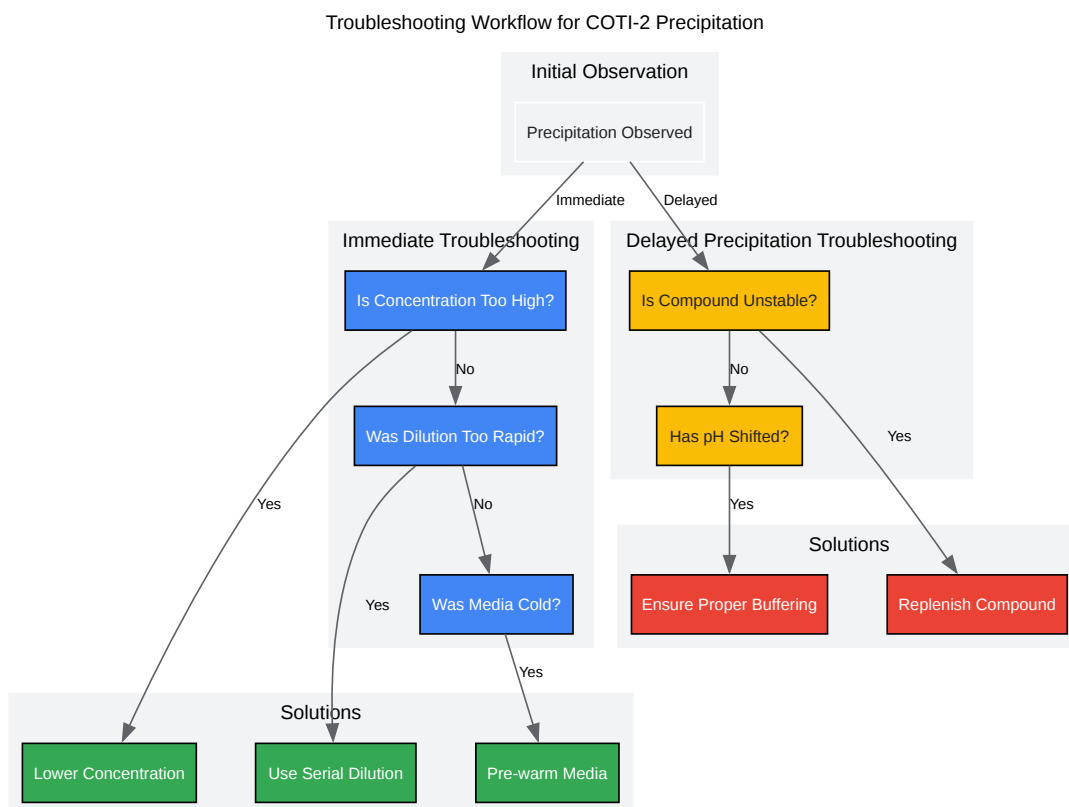 Troubleshooting Workflow for COTI-2 Precipitation
Initial Observation
Precipitation Observed
Immediate
Delayed
Immediate Troubleshooting
Delayed Precipitation Troubleshooting
Is Concentration Too High?
Is Compound Unstable?
No
No
Was Dilution Too Rapid?
Has pH Shifted?
Yes
Yes
No
Yes
Solutions
Was Media Cold?
Ensure Proper Buffering
Replenish Compound
Yes
Yes
Solutions
Lower Concentration
Use Serial Dilution
Pre-warm Media